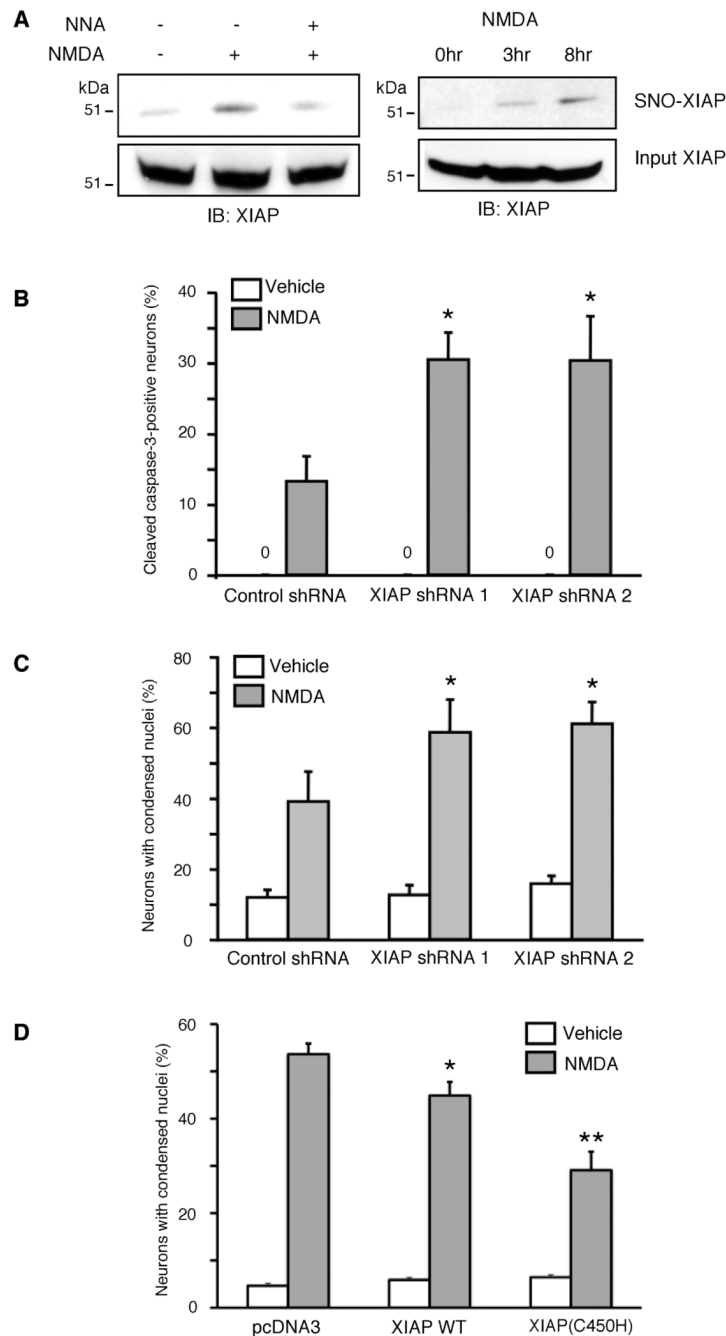 A
NNA - - +
NMDA - + +
NMDA
0hr 3hr 8hr
kDa
51
51
IB: XIAP
kDa
51
51
IB: XIAP
SNO-XIAP
Input XIAP
B
Cleaved caspase-3-positive neurons (%)
40
30
20
10
0
Vehicle
NMDA
*
*
0
0
0
Control shRNA XIAP shRNA 1 XIAP shRNA 2
C
Neurons with condensed nuclei (%)
80
60
40
20
0
Vehicle
NMDA
*
*
Control shRNA XIAP shRNA 1 XIAP shRNA 2
D
Neurons with condensed nuclei (%)
60
40
20
0
Vehicle
NMDA
*
**
pcDNA3 XIAP WT XIAP(C450H)